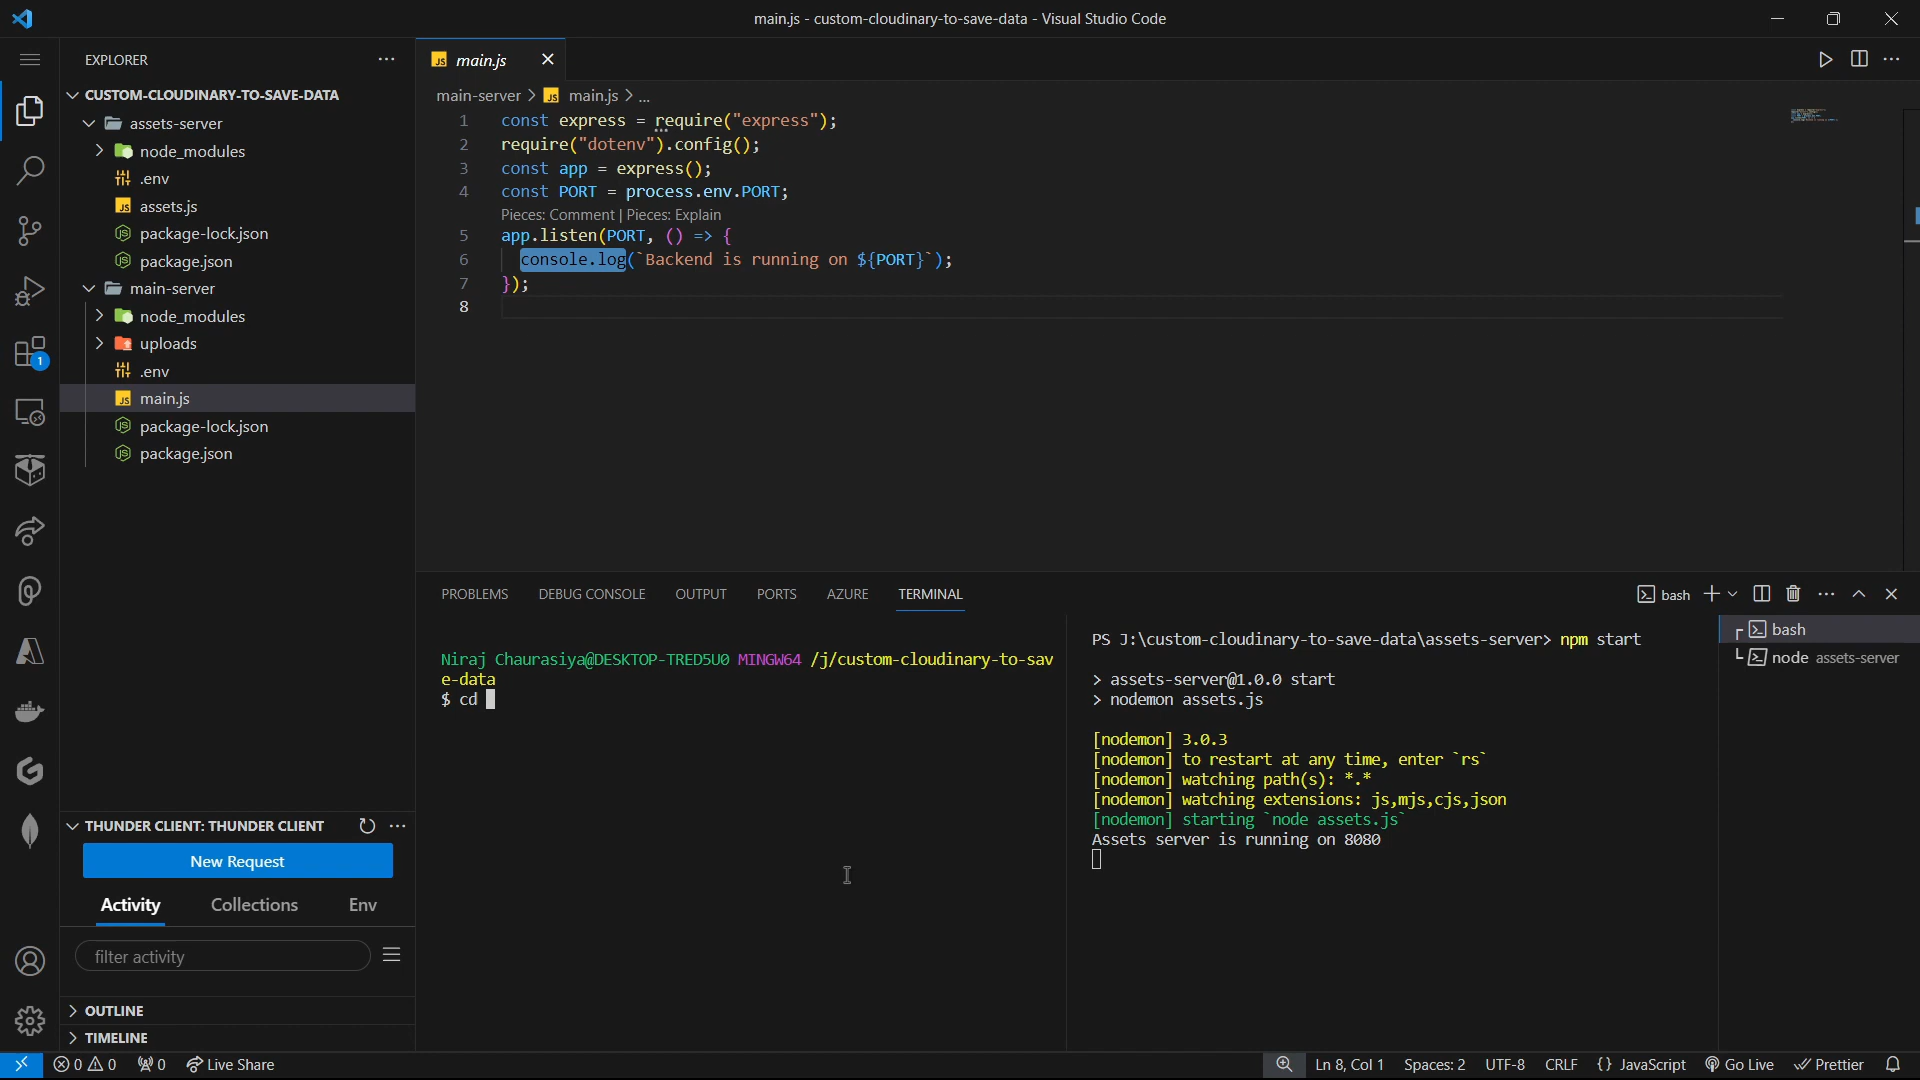 main.js - custom-cloudinary-to-save-data - Visual Studio Code
EXPLORER
CUSTOM-CLOUDINARY-TO-SAVE-DATA
assets-server
node_modules
.env
assets.js
package-lock.json
package.json
main-server
node_modules
uploads
.env
main.js
package-lock.json
package.json
THUNDER CLIENT: THUNDER CLIENT
New Request
Activity Collections Env
filter activity
OUTLINE
TIMELINE
main.js
main-server > main.js > ...
1 const express = require("express");
2 require("dotenv").config();
3 const app = express();
4 const PORT = process.env.PORT;
Pieces: Comment | Pieces: Explain
5 app.listen(PORT, () => {
6 console.log(`Backend is running on ${PORT}`);
7 });
8
PROBLEMS DEBUG CONSOLE OUTPUT PORTS AZURE TERMINAL
bash
Niraj Chaurasiya@DESKTOP-TRED5U0 MINGW64 /j/custom-cloudinary-to-sav
e-data
$ cd
PS J:\custom-cloudinary-to-save-data\assets-server> npm start
> assets-server@1.0.0 start
> nodemon assets.js
[nodemon] 3.0.3
[nodemon] to restart at any time, enter `rs`
[nodemon] watching path(s): *.*
[nodemon] watching extensions: js,mjs,cjs,json
[nodemon] starting `node assets.js`
Assets server is running on 8080
bash
node assets-server
0 0 0 Live Share
Ln 8, Col 1 Spaces: 2 UTF-8 CRLF {} JavaScript Go Live Prettier